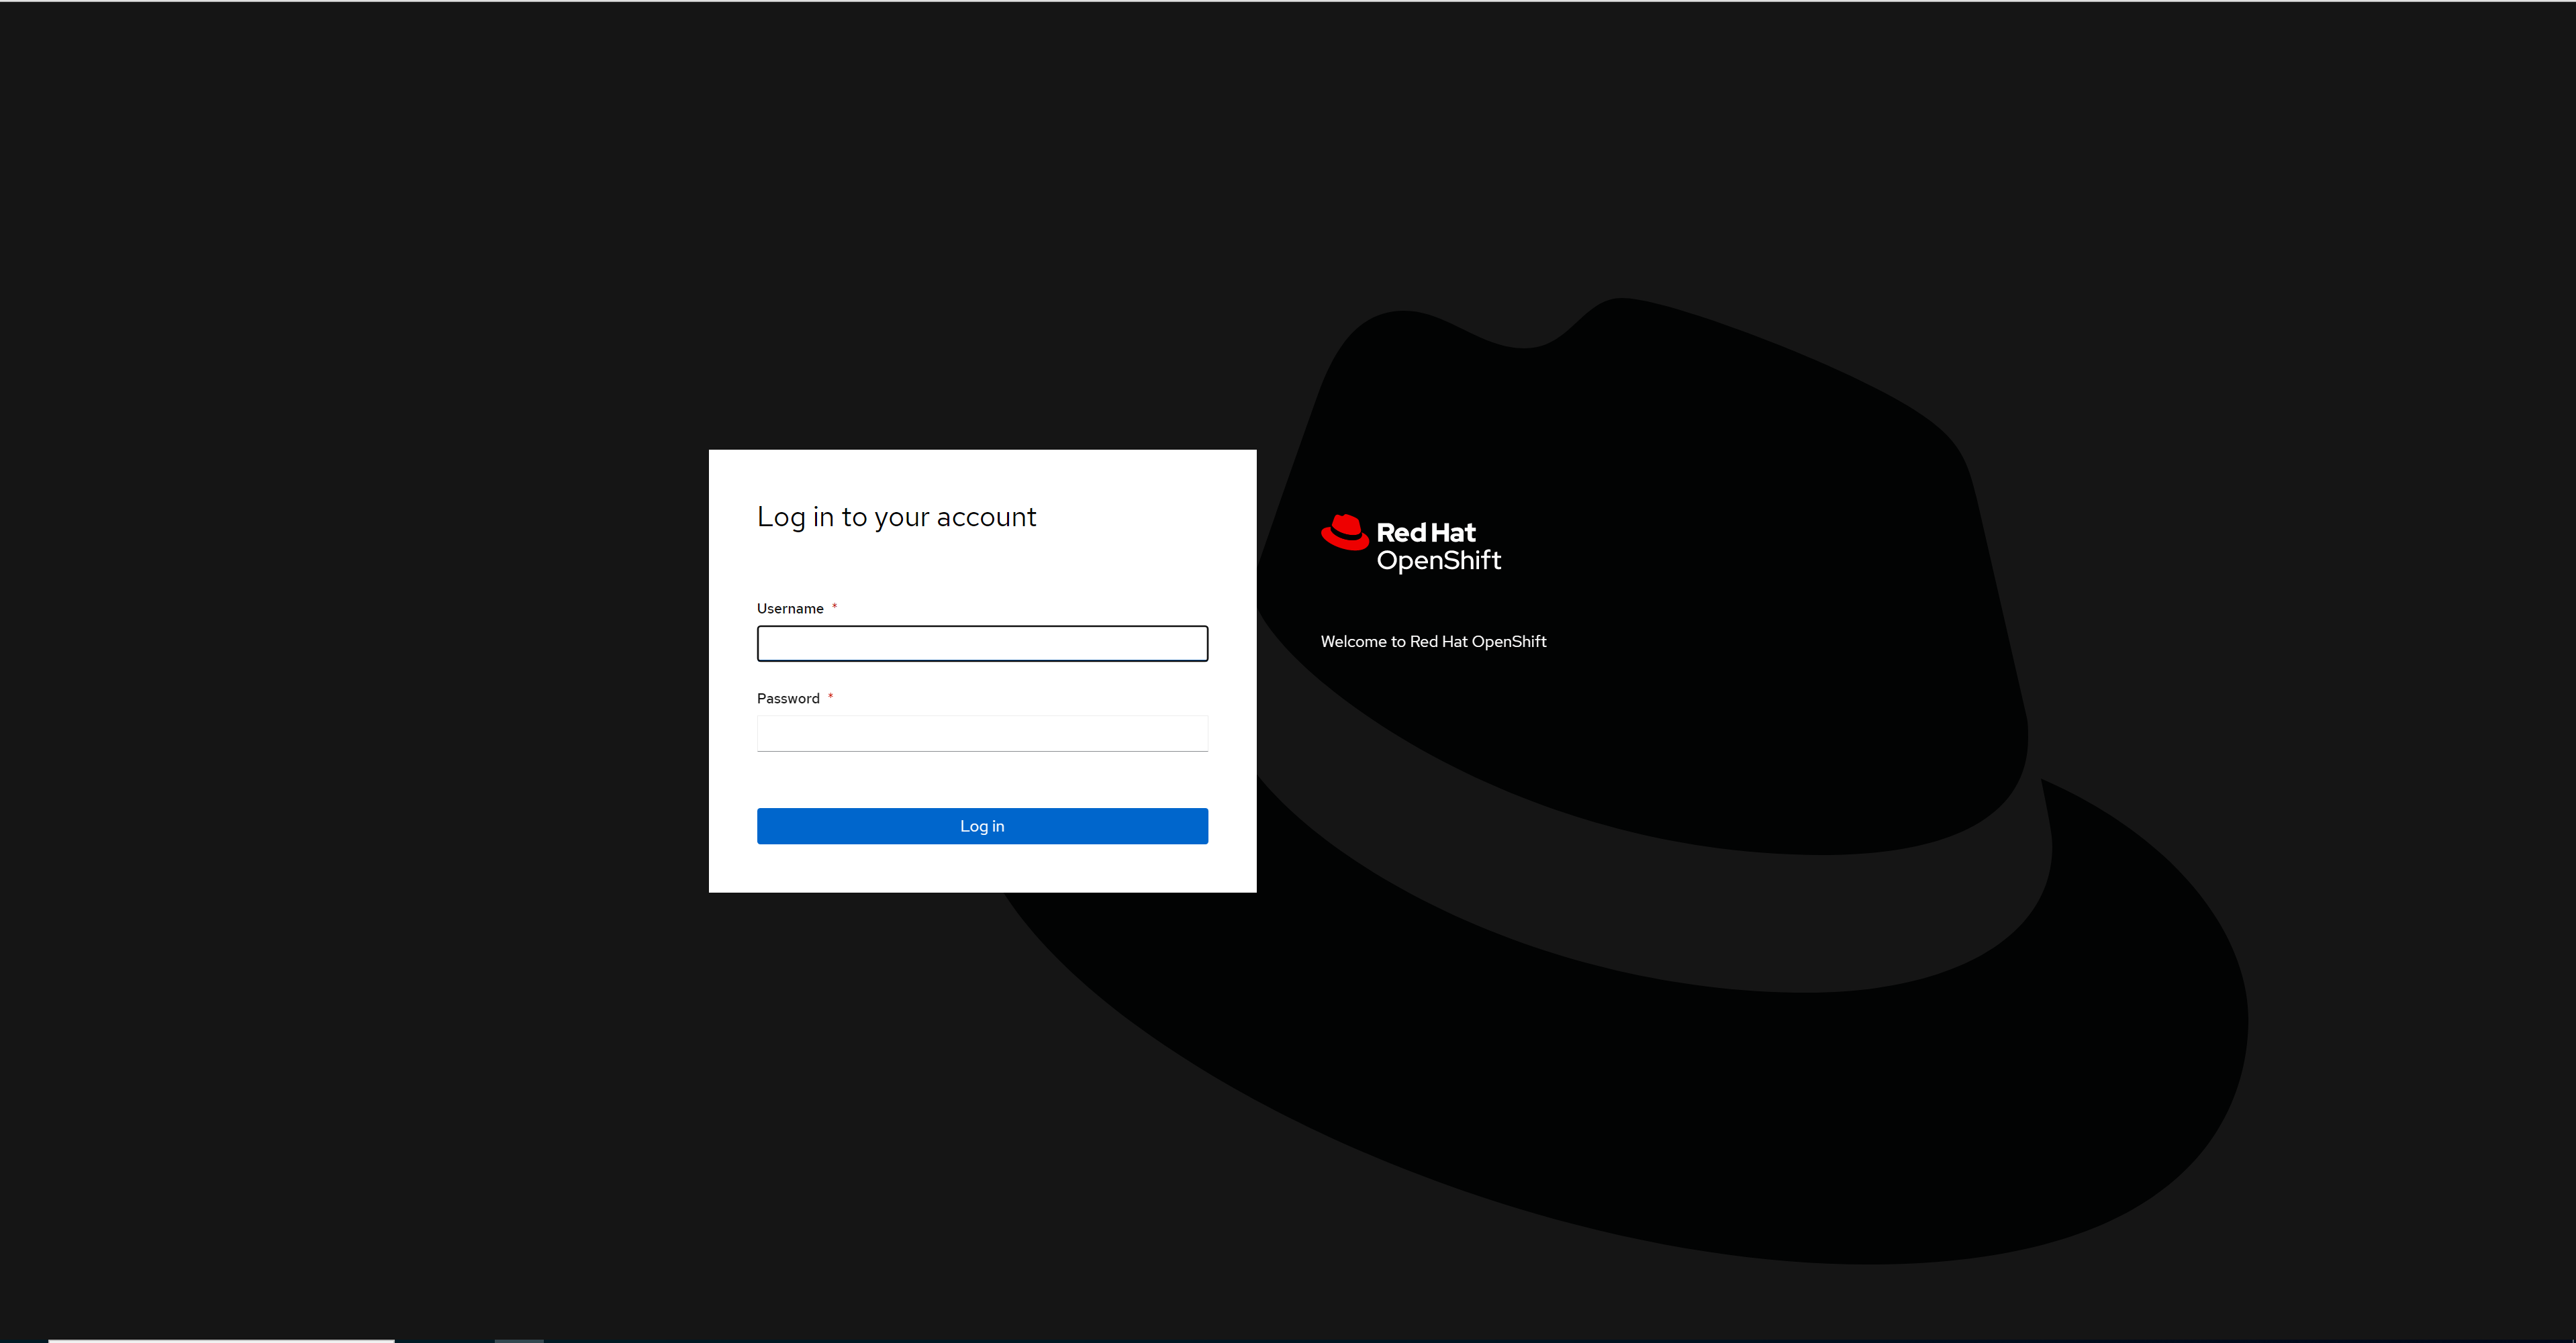 Log in to your account
Username *
Password *
Log in
Red Hat
OpenShift
Welcome to Red Hat OpenShift